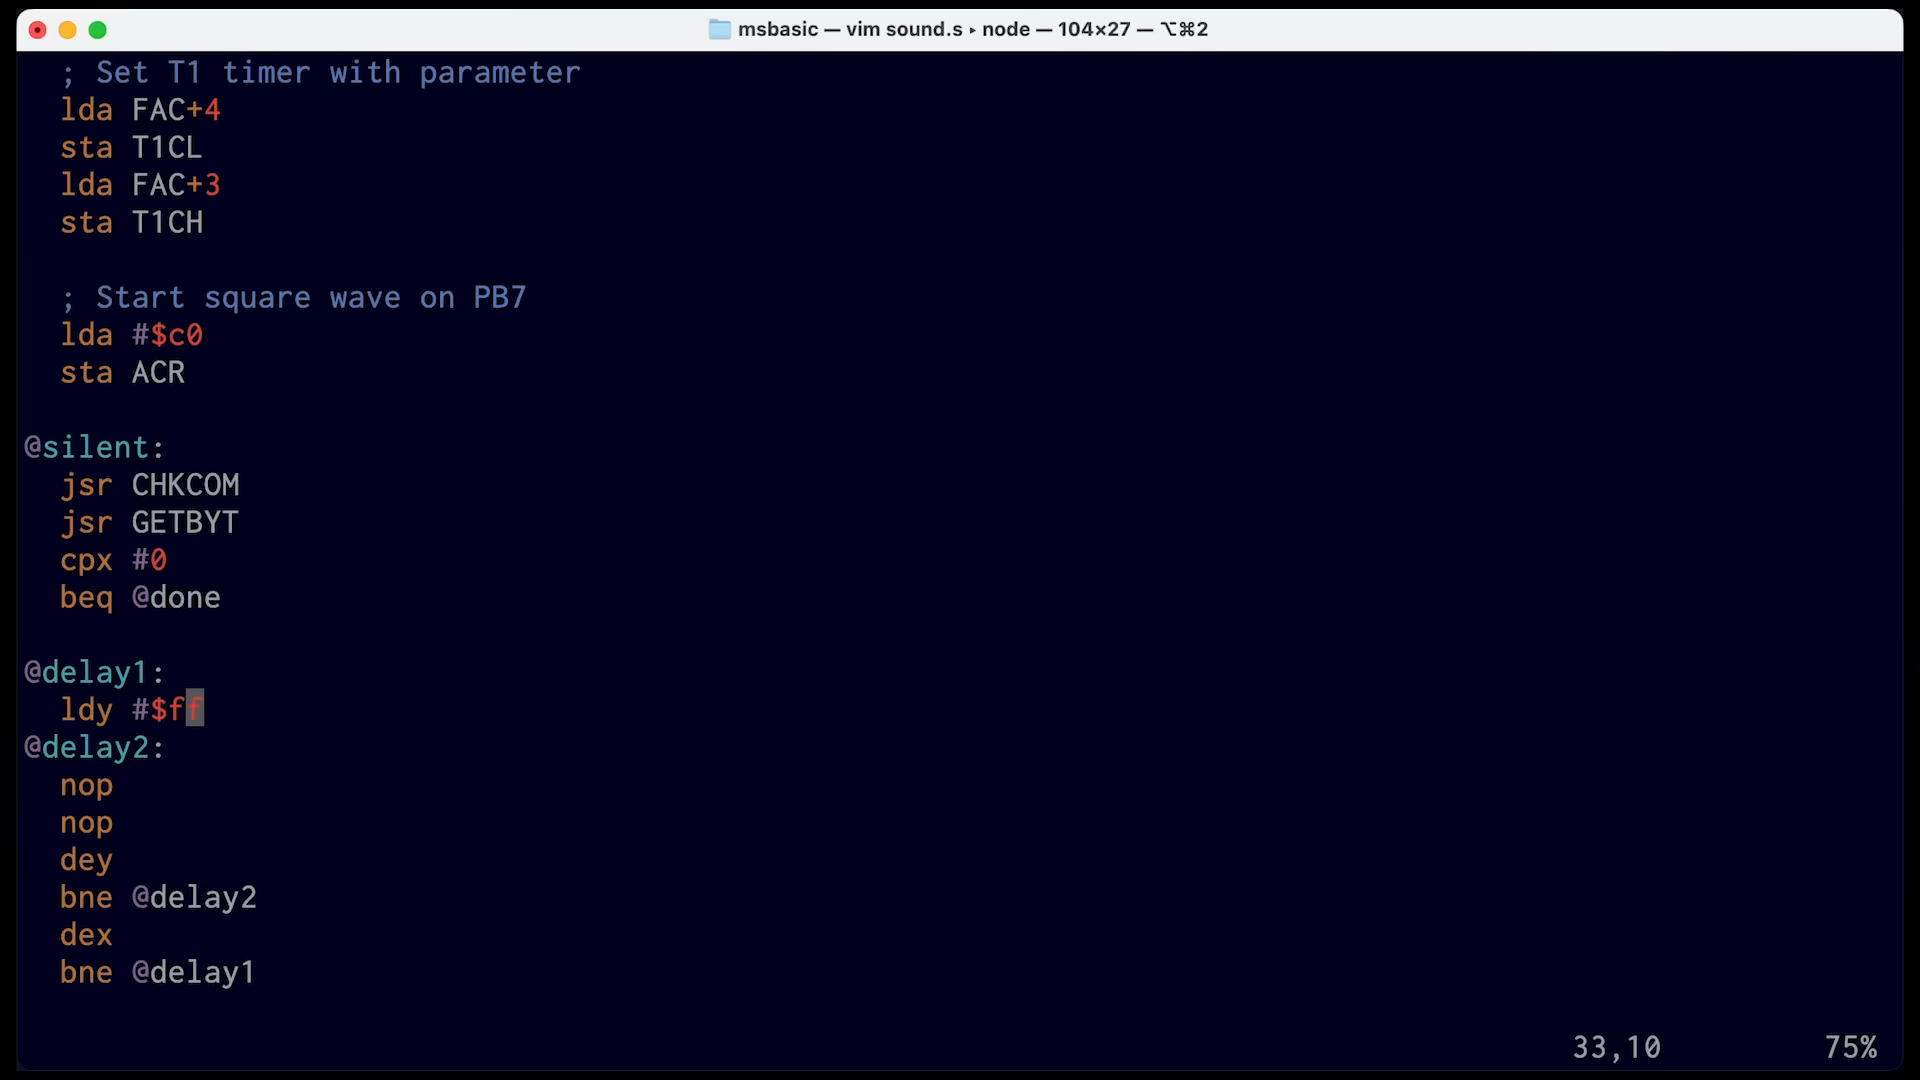 msbasic — vim sound.s ▸ node — 104×27 — ⌥⌘2
; Set T1 timer with parameter
lda FAC+4
sta T1CL
lda FAC+3
sta T1CH
; Start square wave on PB7
lda #$c0
sta ACR
@silent:
jsr CHKCOM
jsr GETBYT
cpx #0
beq @done
@delay1:
ldy #$ff
@delay2:
nop
nop
dey
bne @delay2
dex
bne @delay1
33,10 75%